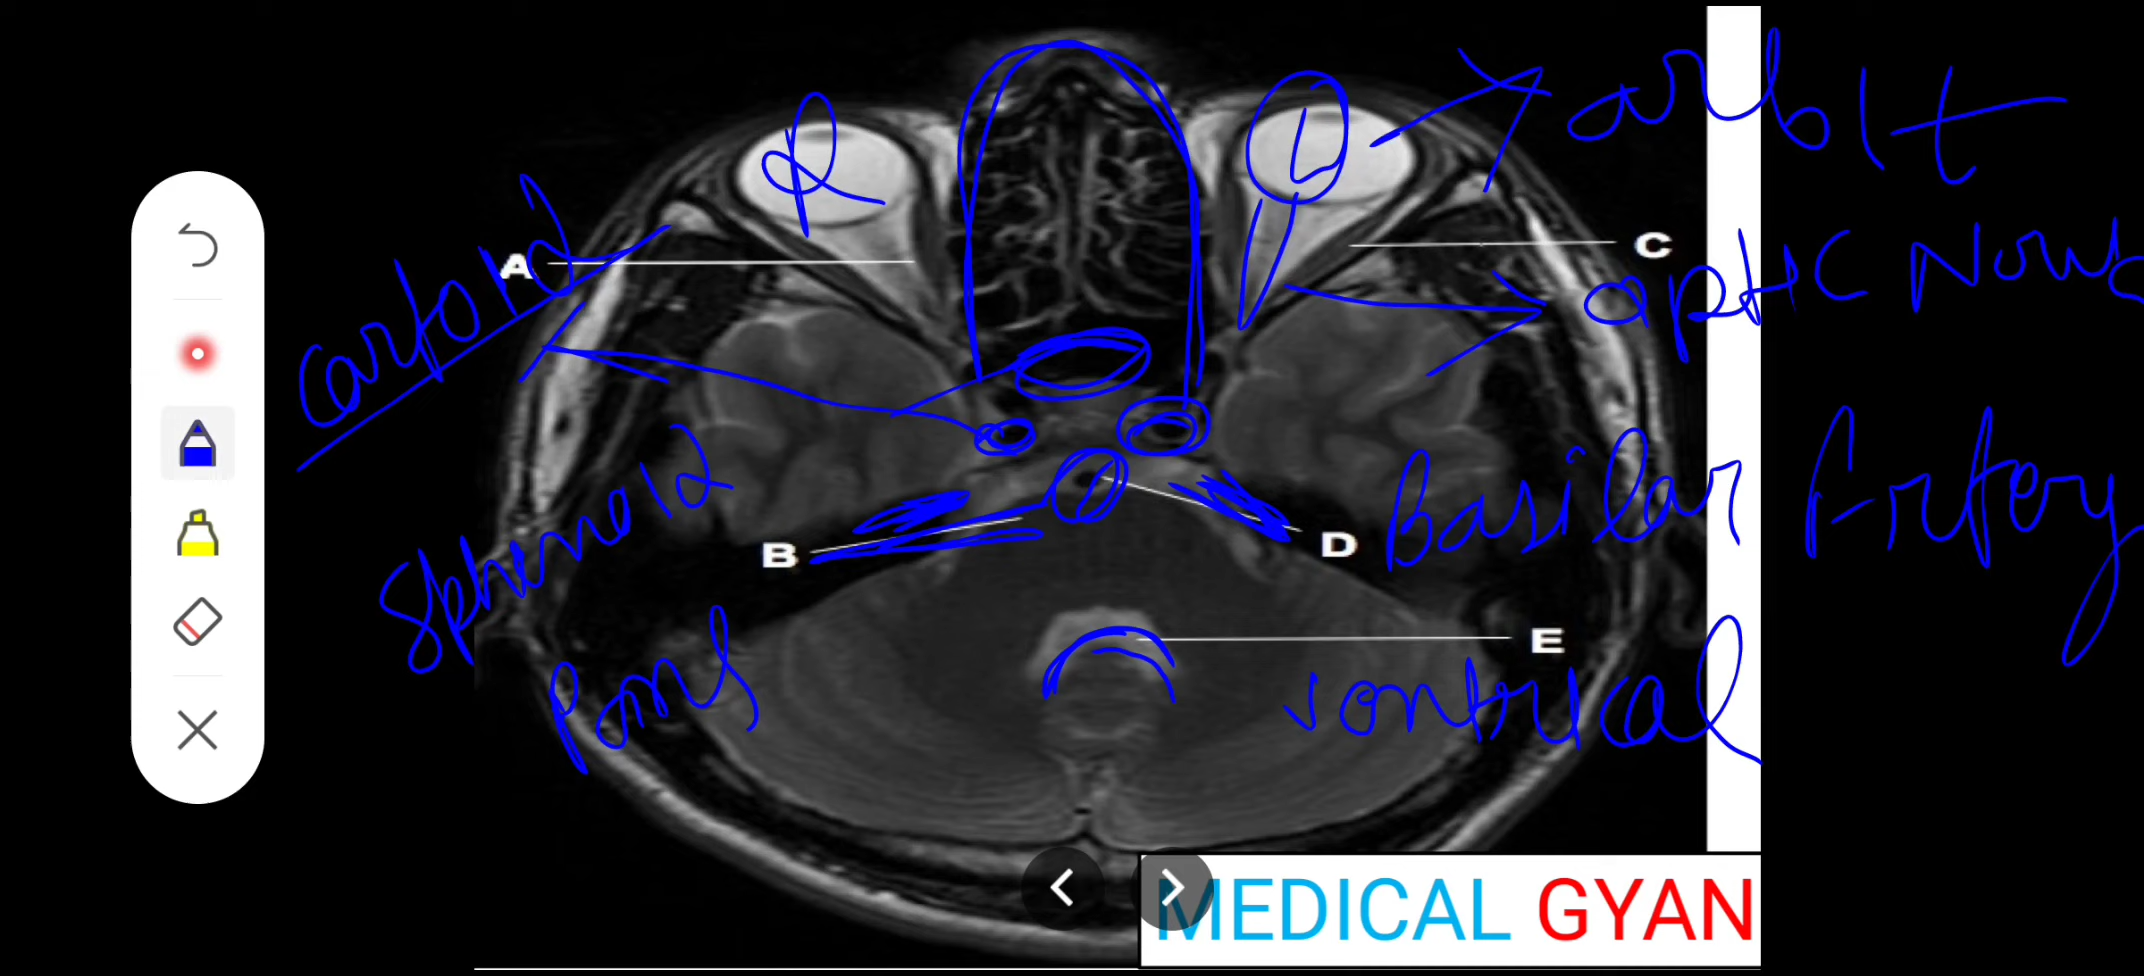 R
L
orbit
A
C
carotid
optic Nerve
Sphenoid
B
D
Basilar Artery
E
Pons
ventrical
MEDICAL GYAN